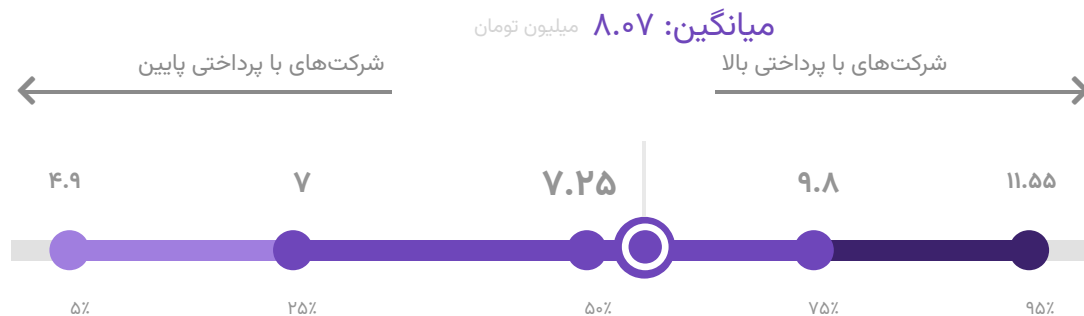 میانگین: ۸.۰۷ میلیون تومان
شرکت‌های با پرداختی بالا
شرکت‌های با پرداختی پایین
۴.۹ ۷ ۷.۲۵ ۹.۸ ۱۱.۵۵
۵٪ ۲۵٪ ۵۰٪ ۷۵٪ ۹۵٪